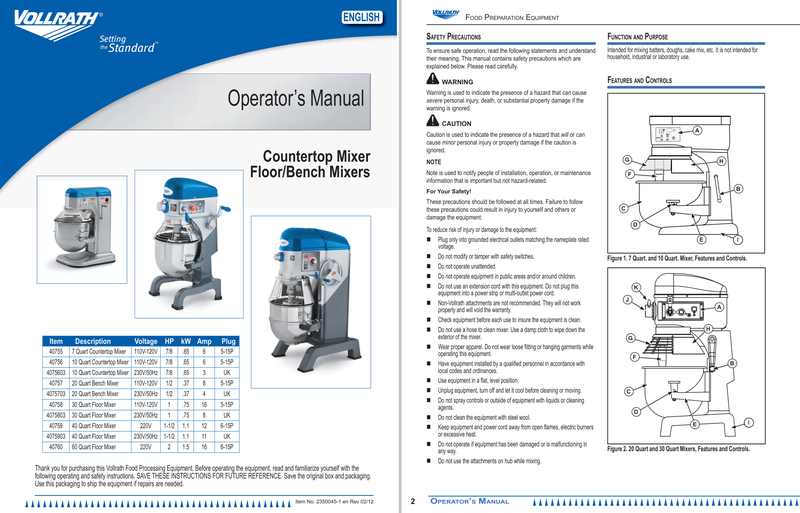 VOLLRATH®
Setting
the Standard™
ENGLISH
Operator's Manual
Countertop Mixer
Floor/Bench Mixers
Item Description Voltage HP kW Amp Plug
40755 7 Quart Countertop Mixer 110V-120V 7/8 .65 6 5-15P
40756 10 Quart Countertop Mixer 110V-120V 7/8 .65 6 5-15P
4075603 10 Quart Countertop Mixer 230V/50Hz 7/8 .65 3 UK
40757 20 Quart Bench Mixer 110V-120V 1/2 .37 8 5-15P
4075703 20 Quart Bench Mixer 230V/50Hz 1/2 .37 4 UK
40758 30 Quart Floor Mixer 110V-120V 1 .75 16 5-15P
4075803 30 Quart Floor Mixer 230V/50Hz 1 .75 8 UK
40759 40 Quart Floor Mixer 220V 1-1/2 1.1 12 6-15P
4075903 40 Quart Floor Mixer 230V/50Hz 1-1/2 1.1 11 UK
40760 60 Quart Floor Mixer 220V 2 1.5 16 6-15P
Thank you for purchasing this Vollrath Food Processing Equipment. Before operating the equipment, read and familiarize yourself with the
following operating and safety instructions. SAVE THESE INSTRUCTIONS FOR FUTURE REFERENCE. Save the original box and packaging.
Use this packaging to ship the equipment if repairs are needed.
Item No. 2350045-1 en Rev 02/12
VOLLRATH
FOOD PREPARATION EQUIPMENT
SAFETY PRECAUTIONS
To ensure safe operation, read the following statements and understand
their meaning. This manual contains safety precautions which are
explained below. Please read carefully.
WARNING
Warning is used to indicate the presence of a hazard that can cause
severe personal injury, death, or substantial property damage if the
warning is ignored.
CAUTION
Caution is used to indicate the presence of a hazard that will or can
cause minor personal injury or property damage if the caution is
ignored.
NOTE
Note is used to notify people of installation, operation, or maintenance
information that is important but not hazard-related.
For Your Safety!
These precautions should be followed at all times. Failure to follow
these precautions could result in injury to yourself and others or
damage the equipment.
To reduce risk of injury or damage to the equipment:
■ Plug only into grounded electrical outlets matching the nameplate rated
voltage.
■ Do not modify or tamper with safety switches.
■ Do not operate unattended.
■ Do not operate equipment in public areas and/or around children.
■ Do not use an extension cord with this equipment. Do not plug this
equipment into a power strip or multi-outlet power cord.
■ Non-Vollrath attachments are not recommended. They will not work
properly and will void the warranty.
■ Check equipment before each use to insure the equipment is clean.
■ Do not use a hose to clean mixer. Use a damp cloth to wipe down the
exterior of the mixer.
■ Wear proper apparel. Do not wear loose fitting or hanging garments while
operating this equipment.
■ Have equipment installed by a qualified personnel in accordance with
local codes and ordinances.
■ Use equipment in a flat, level position.
■ Unplug equipment, turn off and let it cool before cleaning or moving.
■ Do not spray controls or outside of equipment with liquids or cleaning
agents.
■ Do not clean the equipment with steel wool.
■ Keep equipment and power cord away from open flames, electric burners
or excessive heat.
■ Do not operate if equipment has been damaged or is malfunctioning in
any way.
■ Do not use the attachments on hub while mixing.
FUNCTION AND PURPOSE
Intended for mixing batters, doughs, cake mix, etc. It is not intended for
household, industrial or laboratory use.
FEATURES AND CONTROLS
A
G
H
F
B
C
D
E
I
Figure 1. 7 Quart. and 10 Quart. Mixer, Features and Controls.
K
J
A
H
G
F
B
C
D
E
I
Figure 2. 20 Quart and 30 Quart Mixers, Features and Controls.
2
OPERATOR'S MANUAL